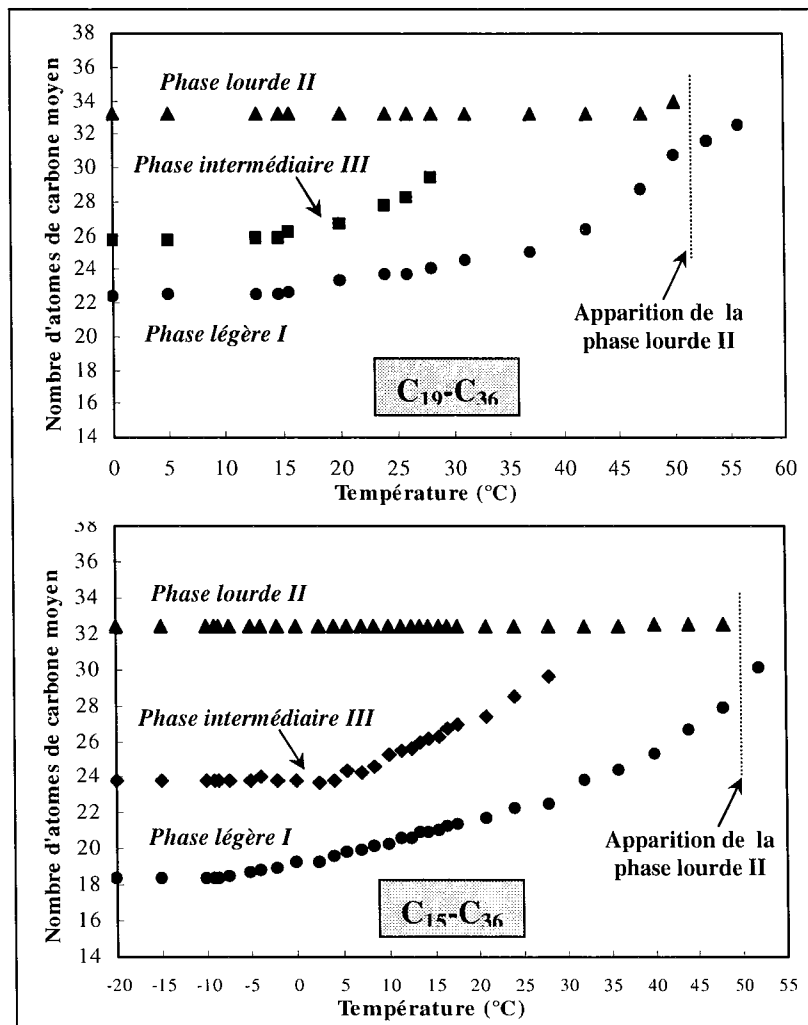 38
36
34
32
30
28
26
24
22
20
18
16
14
Nombre d'atomes de carbone moyen
Phase lourde II
Phase intermédiaire III
Phase légère I
Apparition de la
phase lourde II
C19-C36
0 5 10 15 20 25 30 35 40 45 50 55 60
Température (°C)
38
36
34
32
30
28
26
24
22
20
18
16
14
Nombre d'atomes de carbone moyen
Phase lourde II
Phase intermédiaire III
Phase légère I
Apparition de la
phase lourde II
C15-C36
-20 -15 -10 -5 0 5 10 15 20 25 30 35 40 45 50 55
Température (°C)